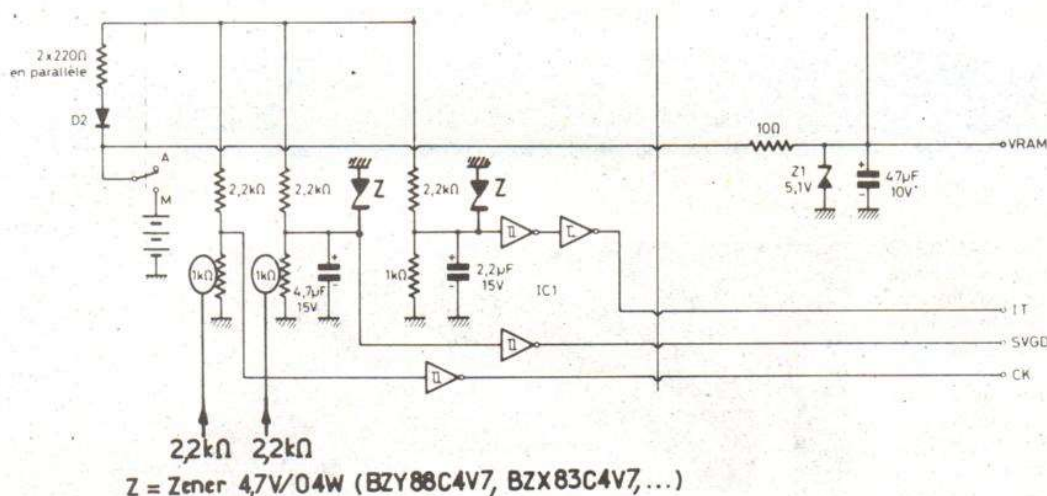 2x220Ω
en parallèle
D2
A
M
2,2kΩ
2,2kΩ
Z
2,2kΩ
Z
10Ω
Z1
5,1V
47µF
10V
VRAM
1kΩ
1kΩ
4,7µF
15V
1kΩ
2,2µF
15V
IC1
IT
SVGD
CK
2,2kΩ
2,2kΩ
Z = Zener 4,7V/0.4W (BZY88C4V7, BZX83C4V7,...)